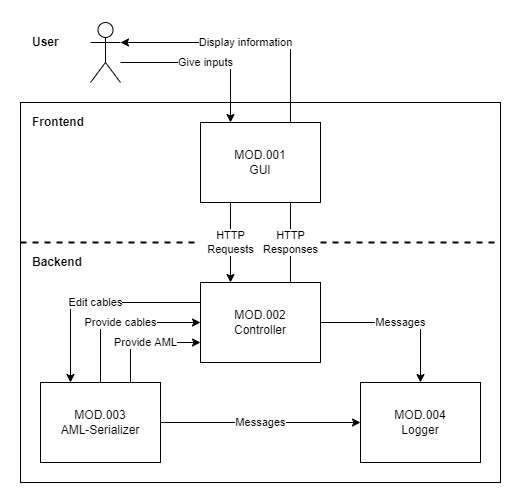 User
Display information
Give inputs
Frontend
MOD.001
GUI
HTTP
Requests
HTTP
Responses
Backend
MOD.002
Controller
Edit cables
Provide cables
Provide AML
Messages
MOD.003
AML-Serializer
Messages
MOD.004
Logger